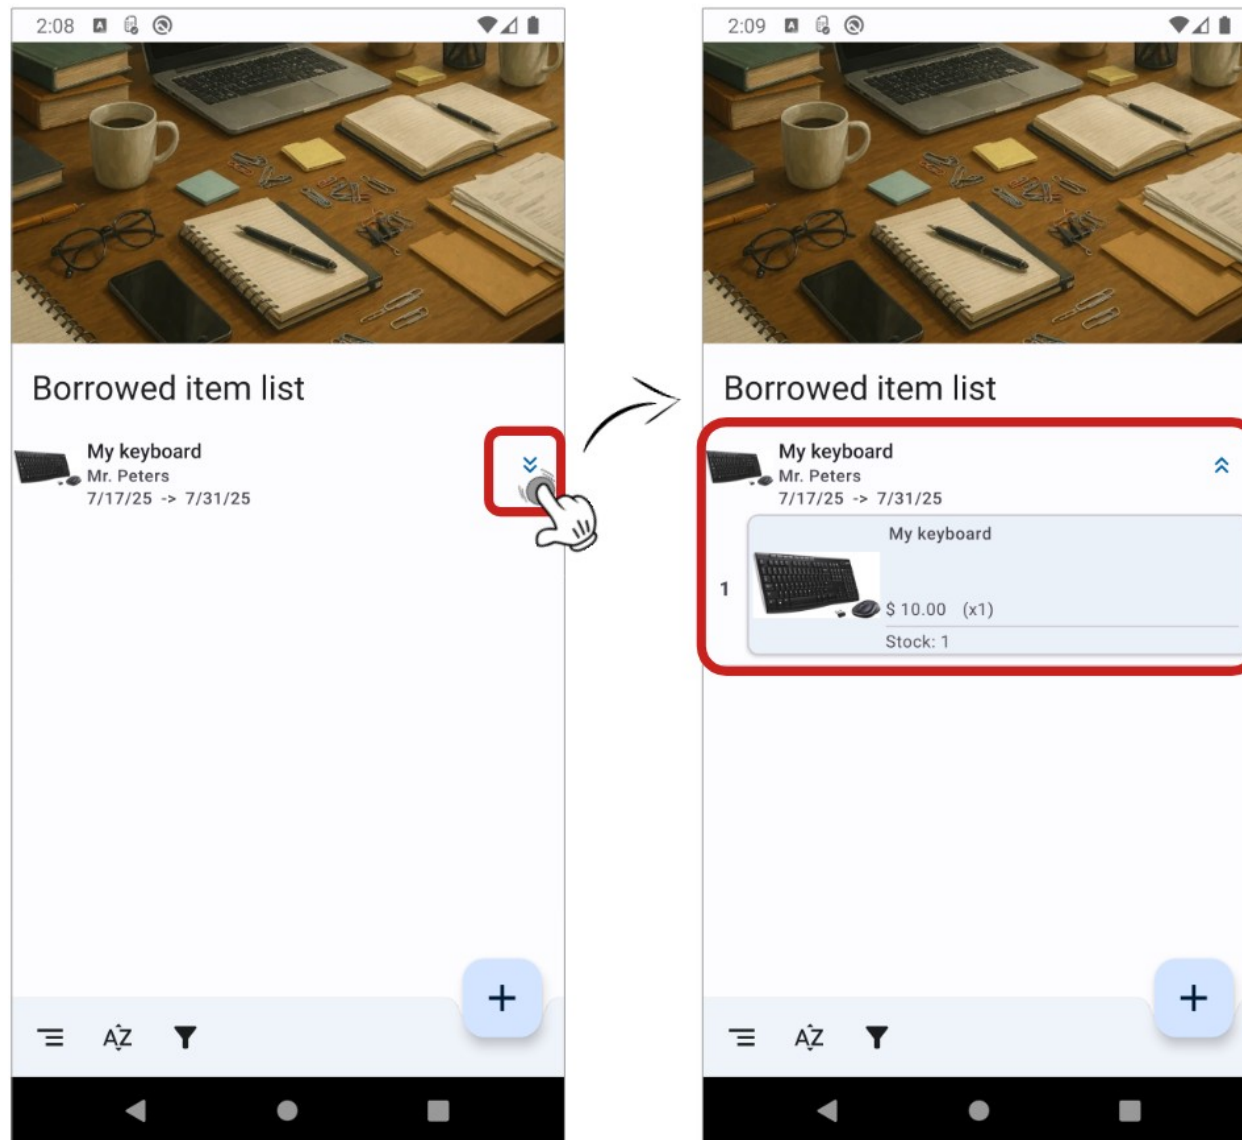 2:08
Borrowed item list
My keyboard
Mr. Peters
7/17/25 -> 7/31/25
AZ
2:09
Borrowed item list
My keyboard
Mr. Peters
7/17/25 -> 7/31/25
My keyboard
1
$ 10.00 (x1)
Stock: 1
AZ